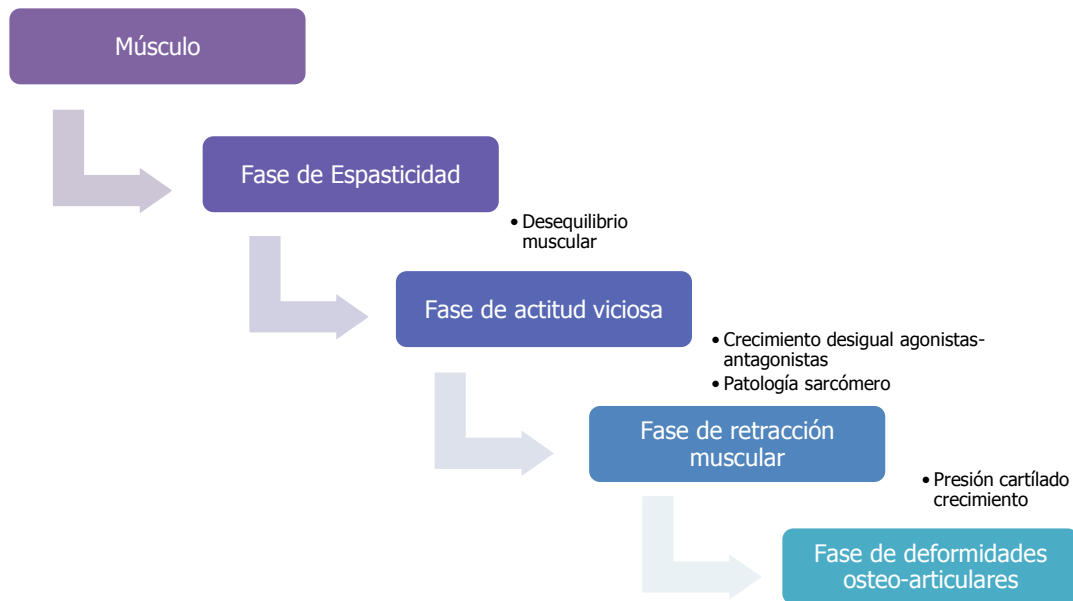 Músculo
Fase de Espasticidad
• Desequilibrio
muscular
Fase de actitud viciosa
• Crecimiento desigual agonistas-
antagonistas
• Patología sarcómero
Fase de retracción
muscular
• Presión cartílado
crecimiento
Fase de deformidades
osteo-articulares